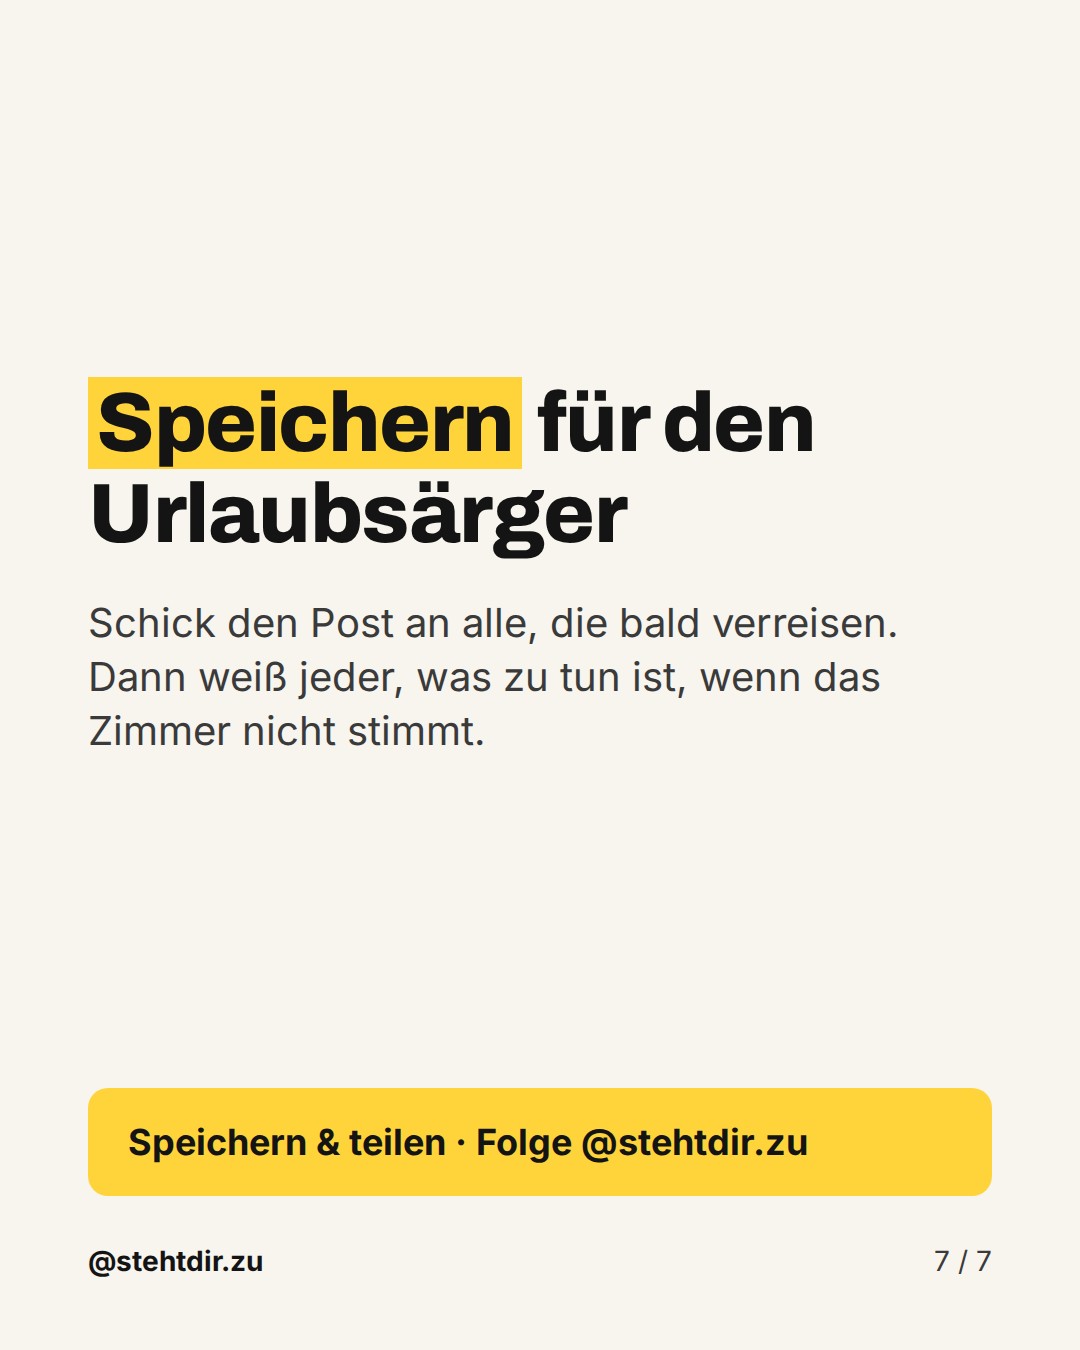 Speichern für den
Urlaubsärger
Schick den Post an alle, die bald verreisen.
Dann weiß jeder, was zu tun ist, wenn das
Zimmer nicht stimmt.
Speichern & teilen · Folge @stehtdir.zu
@stehtdir.zu
7 / 7